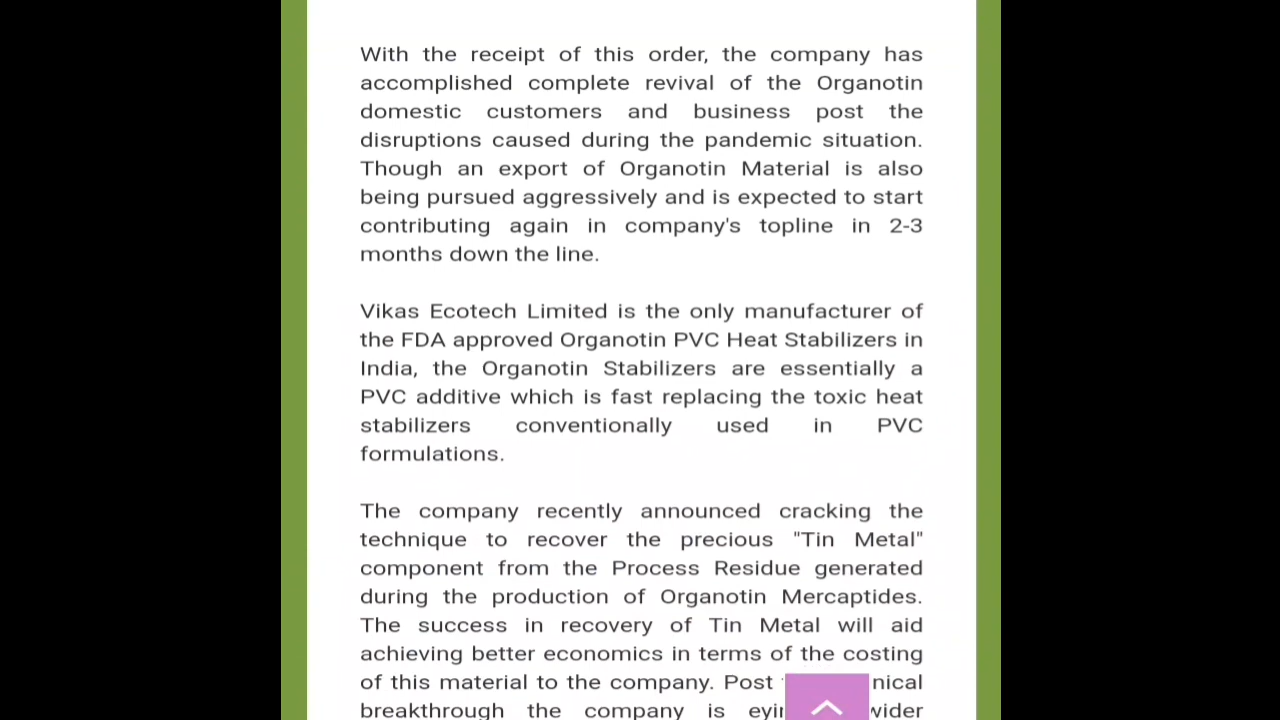 With the receipt of this order, the company has
accomplished complete revival of the Organotin
domestic customers and business post the
disruptions caused during the pandemic situation.
Though an export of Organotin Material is also
being pursued aggressively and is expected to start
contributing again in company's topline in 2-3
months down the line.
Vikas Ecotech Limited is the only manufacturer of
the FDA approved Organotin PVC Heat Stabilizers in
India, the Organotin Stabilizers are essentially a
PVC additive which is fast replacing the toxic heat
stabilizers conventionally used in PVC
formulations.
The company recently announced cracking the
technique to recover the precious "Tin Metal"
component from the Process Residue generated
during the production of Organotin Mercaptides.
The success in recovery of Tin Metal will aid
achieving better economics in terms of the costing
of this material to the company. Post
breakthrough the company is